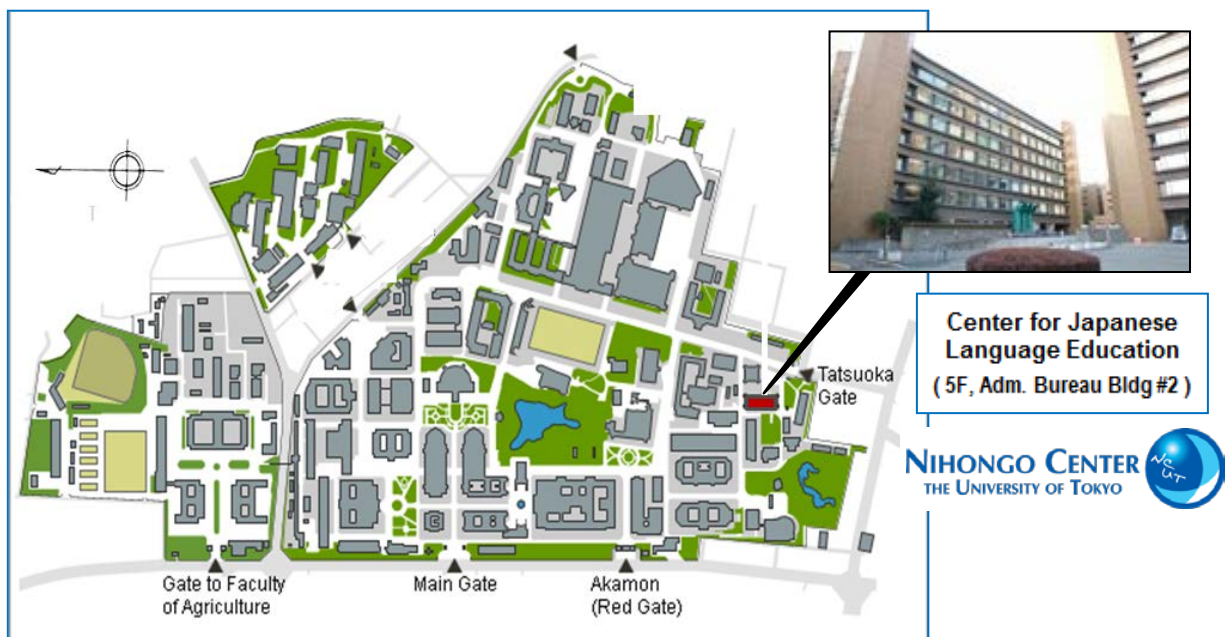 Center for Japanese
Language Education
( 5F, Adm. Bureau Bldg #2 )
Tatsuoka
Gate
NIHONGO CENTER
THE UNIVERSITY OF TOKYO
NCUT
Gate to Faculty
of Agriculture
Main Gate
Akamon
(Red Gate)